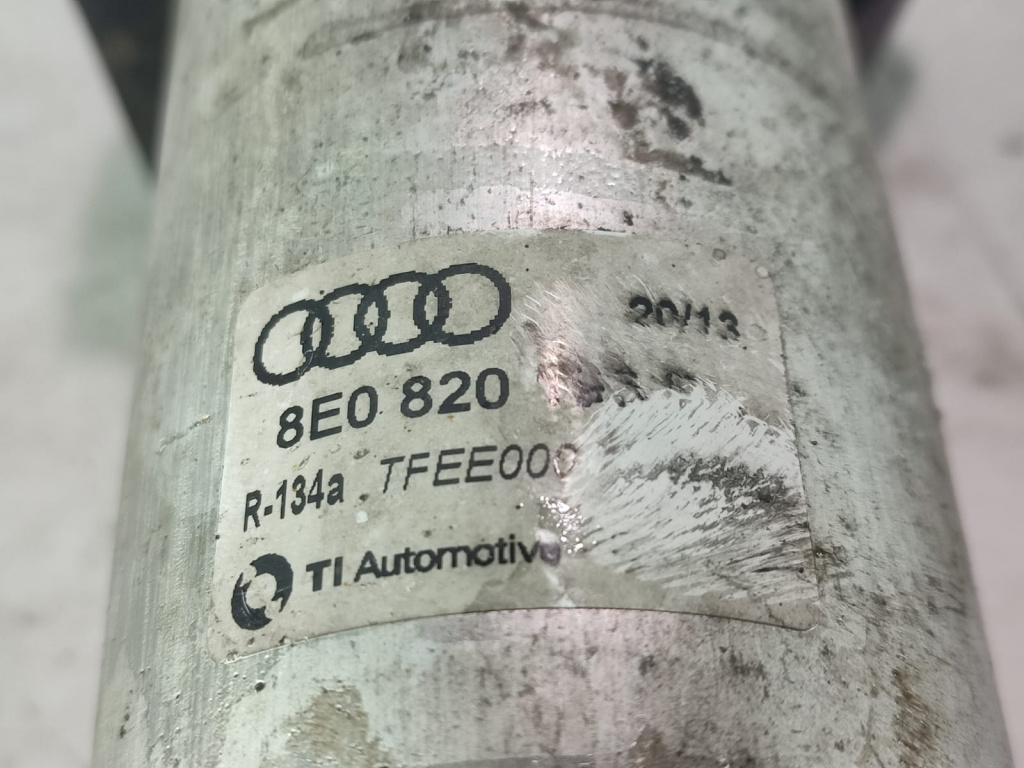 20/13
8E0 820
R-134a TFEE000
TI Automotive